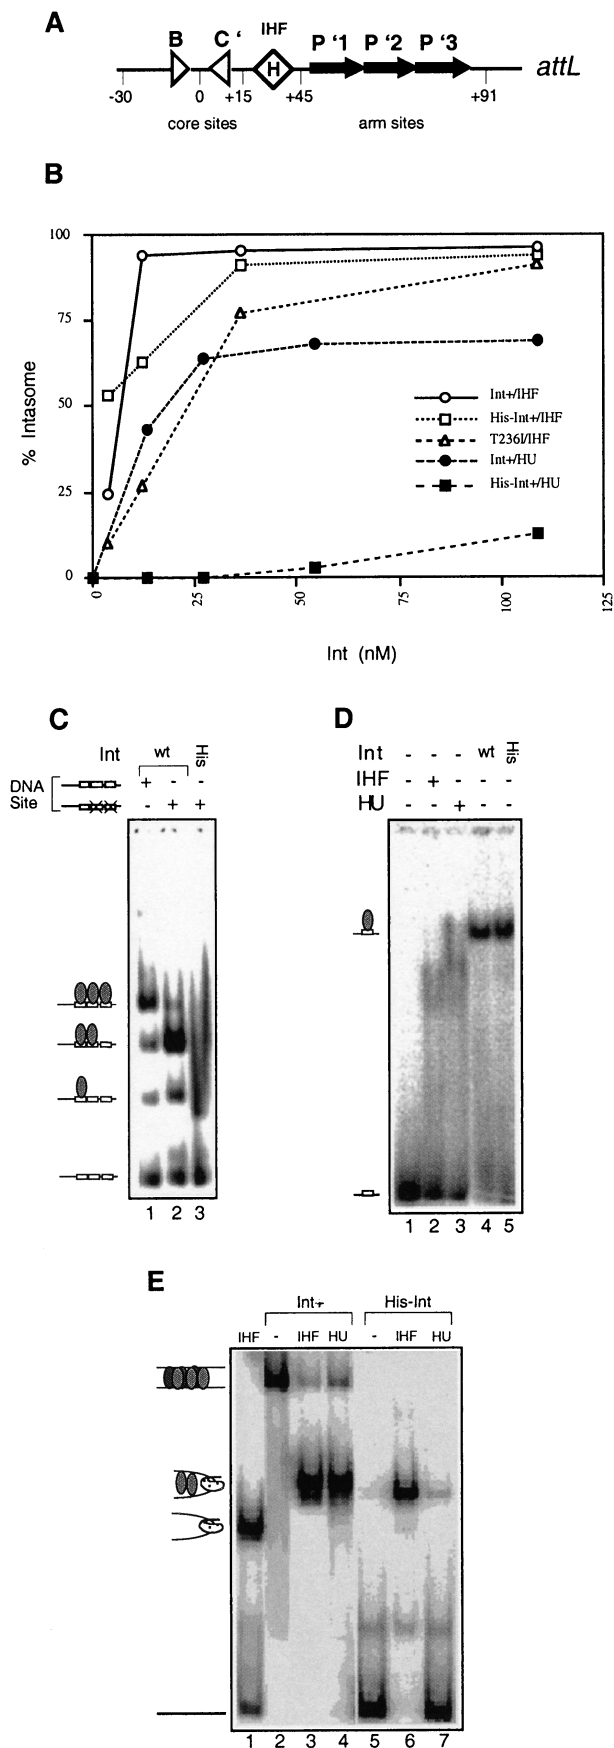 A
B C ‘ IHF P ‘1 P ‘2 P ‘3
H
attL
-30 0 +15 +45 +91
core sites arm sites
B
100
75
50
25
0
% Intasome
Int+/IHF
His-Int+/IHF
T236I/IHF
Int+/HU
His-Int+/HU
0 25 50 75 100 125
Int (nM)
C
Int wt His
DNA + - -
Site - + +
1 2 3
D
Int - - - wt His
IHF - + - - -
HU - - + - -
1 2 3 4 5
E
Int+ His-Int
IHF - IHF HU - IHF HU
1 2 3 4 5 6 7